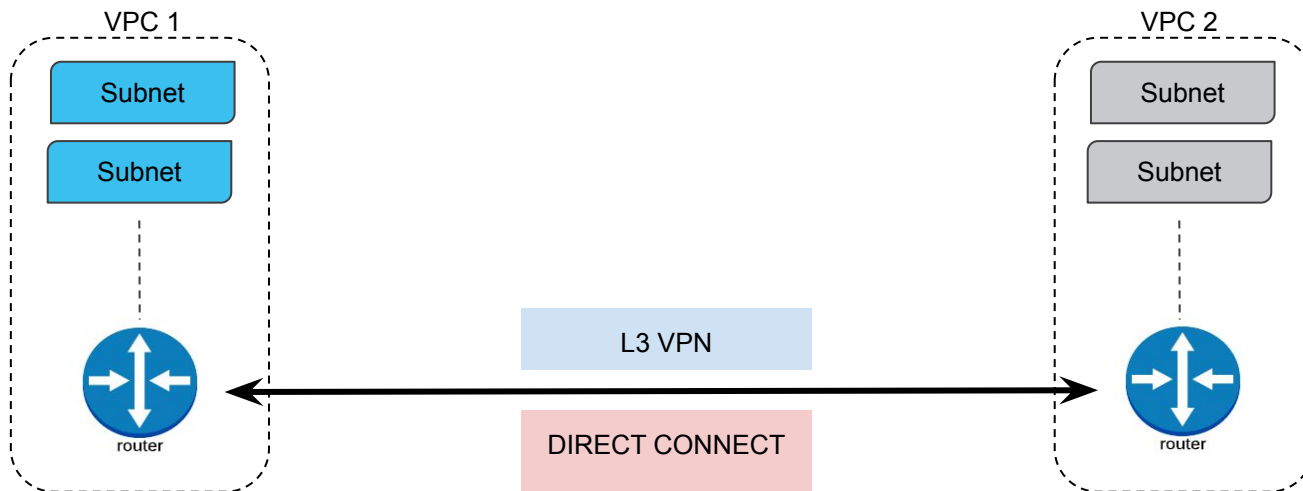 VPC 1
Subnet
Subnet
router
L3 VPN
DIRECT CONNECT
VPC 2
Subnet
Subnet
router